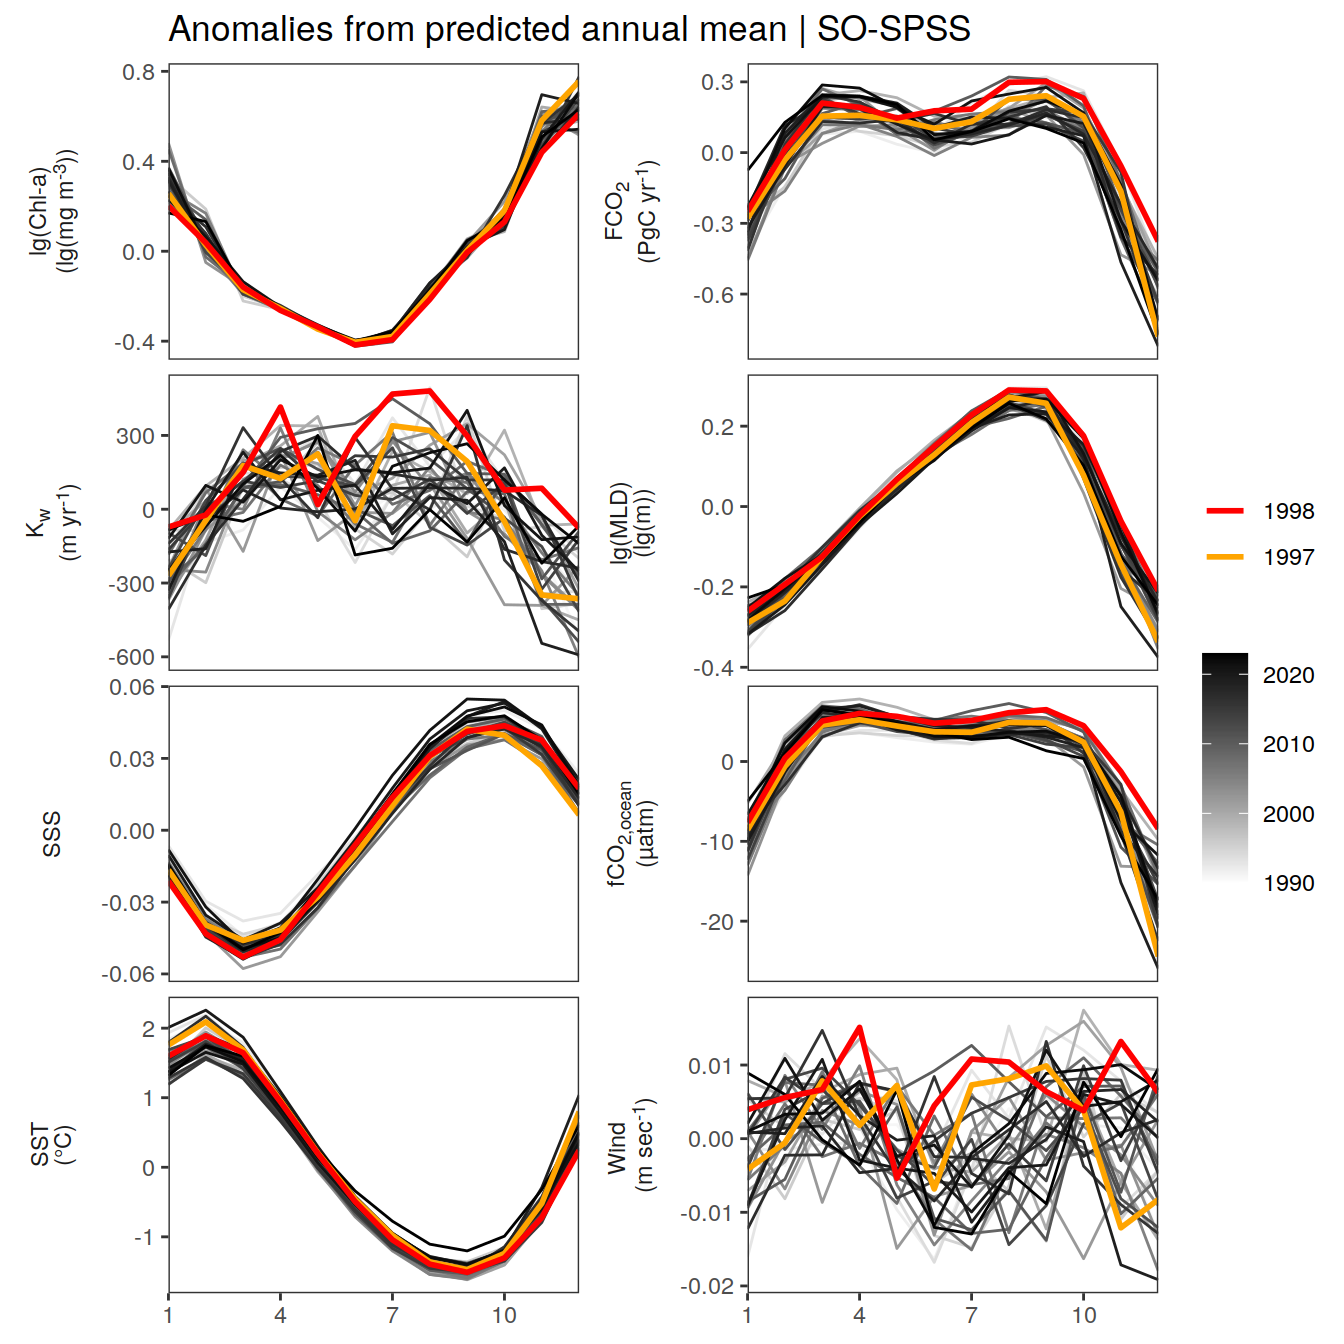 Anomalies from predicted annual mean | SO-SPSS
lg(Chl-a)
(lg(mg m-3))
0.8
0.4
0.0
-0.4
FCO2
(PgC yr-1)
0.3
0.0
-0.3
-0.6
Kw
(m yr-1)
300
0
-300
-600
lg(MLD)
(lg(m))
0.2
0.0
-0.2
-0.4
SSS
0.06
0.03
0.00
-0.03
-0.06
fCO2,ocean
(µatm)
0
-10
-20
SST
(°C)
2
1
0
-1
1 4 7 10
Wind
(m sec-1)
0.01
0.00
-0.01
-0.02
1 4 7 10
1998
1997
2020
2010
2000
1990